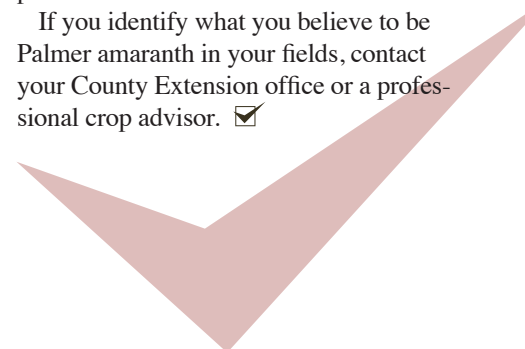 If you identify what you believe to be
Palmer amaranth in your fields, contact
your County Extension office or a profes-
sional crop advisor. ☑